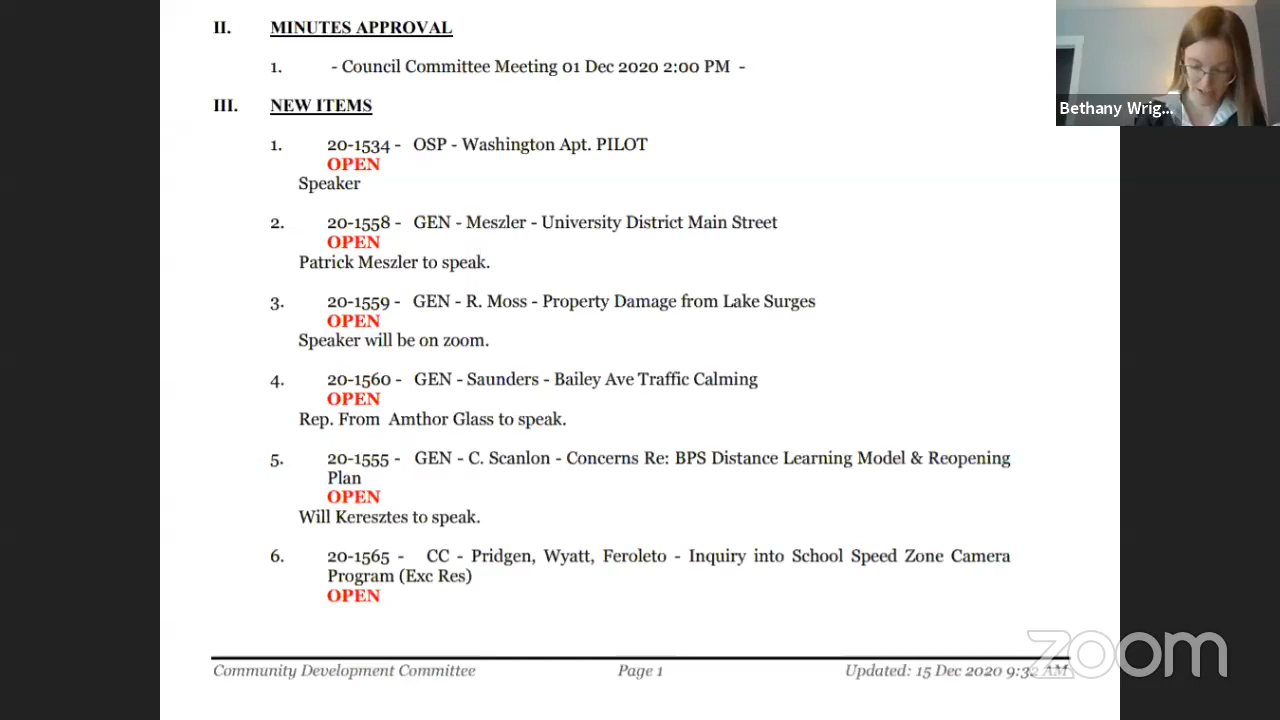 II. MINUTES APPROVAL
1. - Council Committee Meeting 01 Dec 2020 2:00 PM -
III. NEW ITEMS
1. 20-1534 - OSP - Washington Apt. PILOT
OPEN
Speaker
2. 20-1558 - GEN - Meszler - University District Main Street
OPEN
Patrick Meszler to speak.
3. 20-1559 - GEN - R. Moss - Property Damage from Lake Surges
OPEN
Speaker will be on zoom.
4. 20-1560 - GEN - Saunders - Bailey Ave Traffic Calming
OPEN
Rep. From Amthor Glass to speak.
5. 20-1555 - GEN - C. Scanlon - Concerns Re: BPS Distance Learning Model & Reopening
Plan
OPEN
Will Keresztes to speak.
6. 20-1565 - CC - Pridgen, Wyatt, Feroleto - Inquiry into School Speed Zone Camera
Program (Exc Res)
OPEN
Community Development Committee Page 1 Updated: 15 Dec 2020 9:32 AM
Bethany Wrig...
zoom